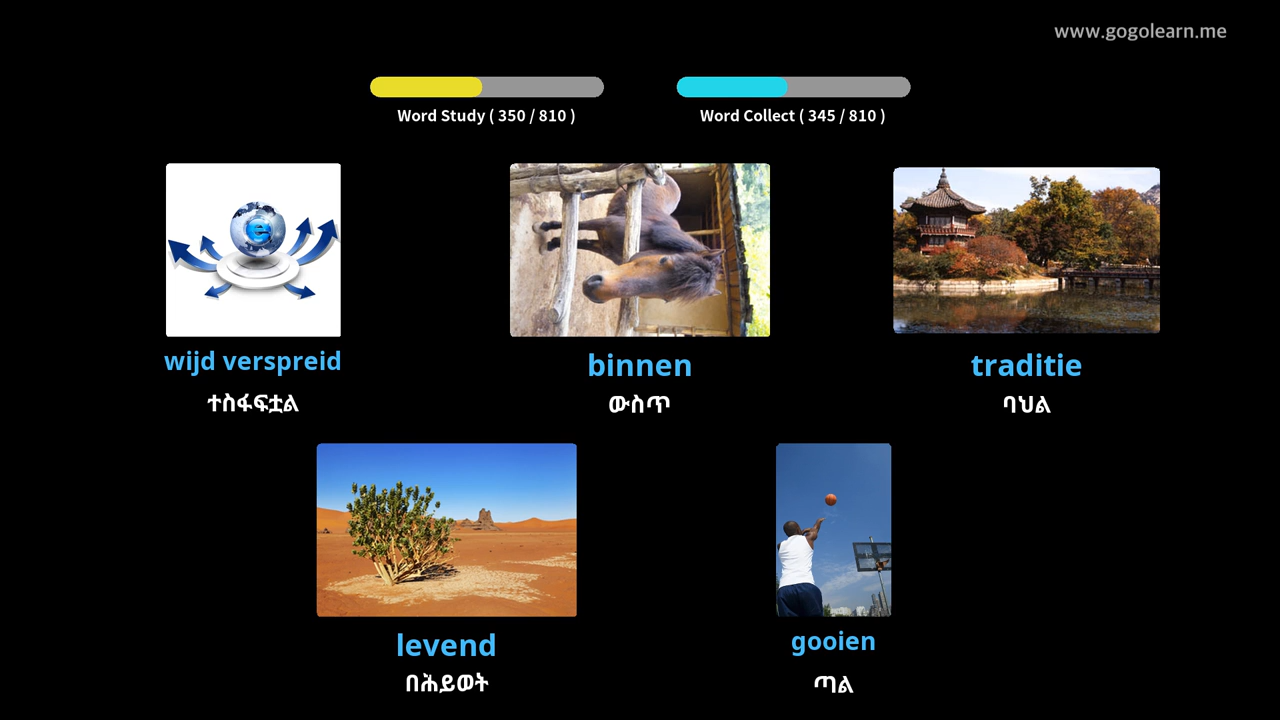 www.gogolearn.me
Word Study ( 350 / 810 )
Word Collect ( 345 / 810 )
e
wijd verspreid
ተስፋፍቷል
binnen
ውስጥ
traditie
ባህል
levend
በሕይወት
gooien
ጣል